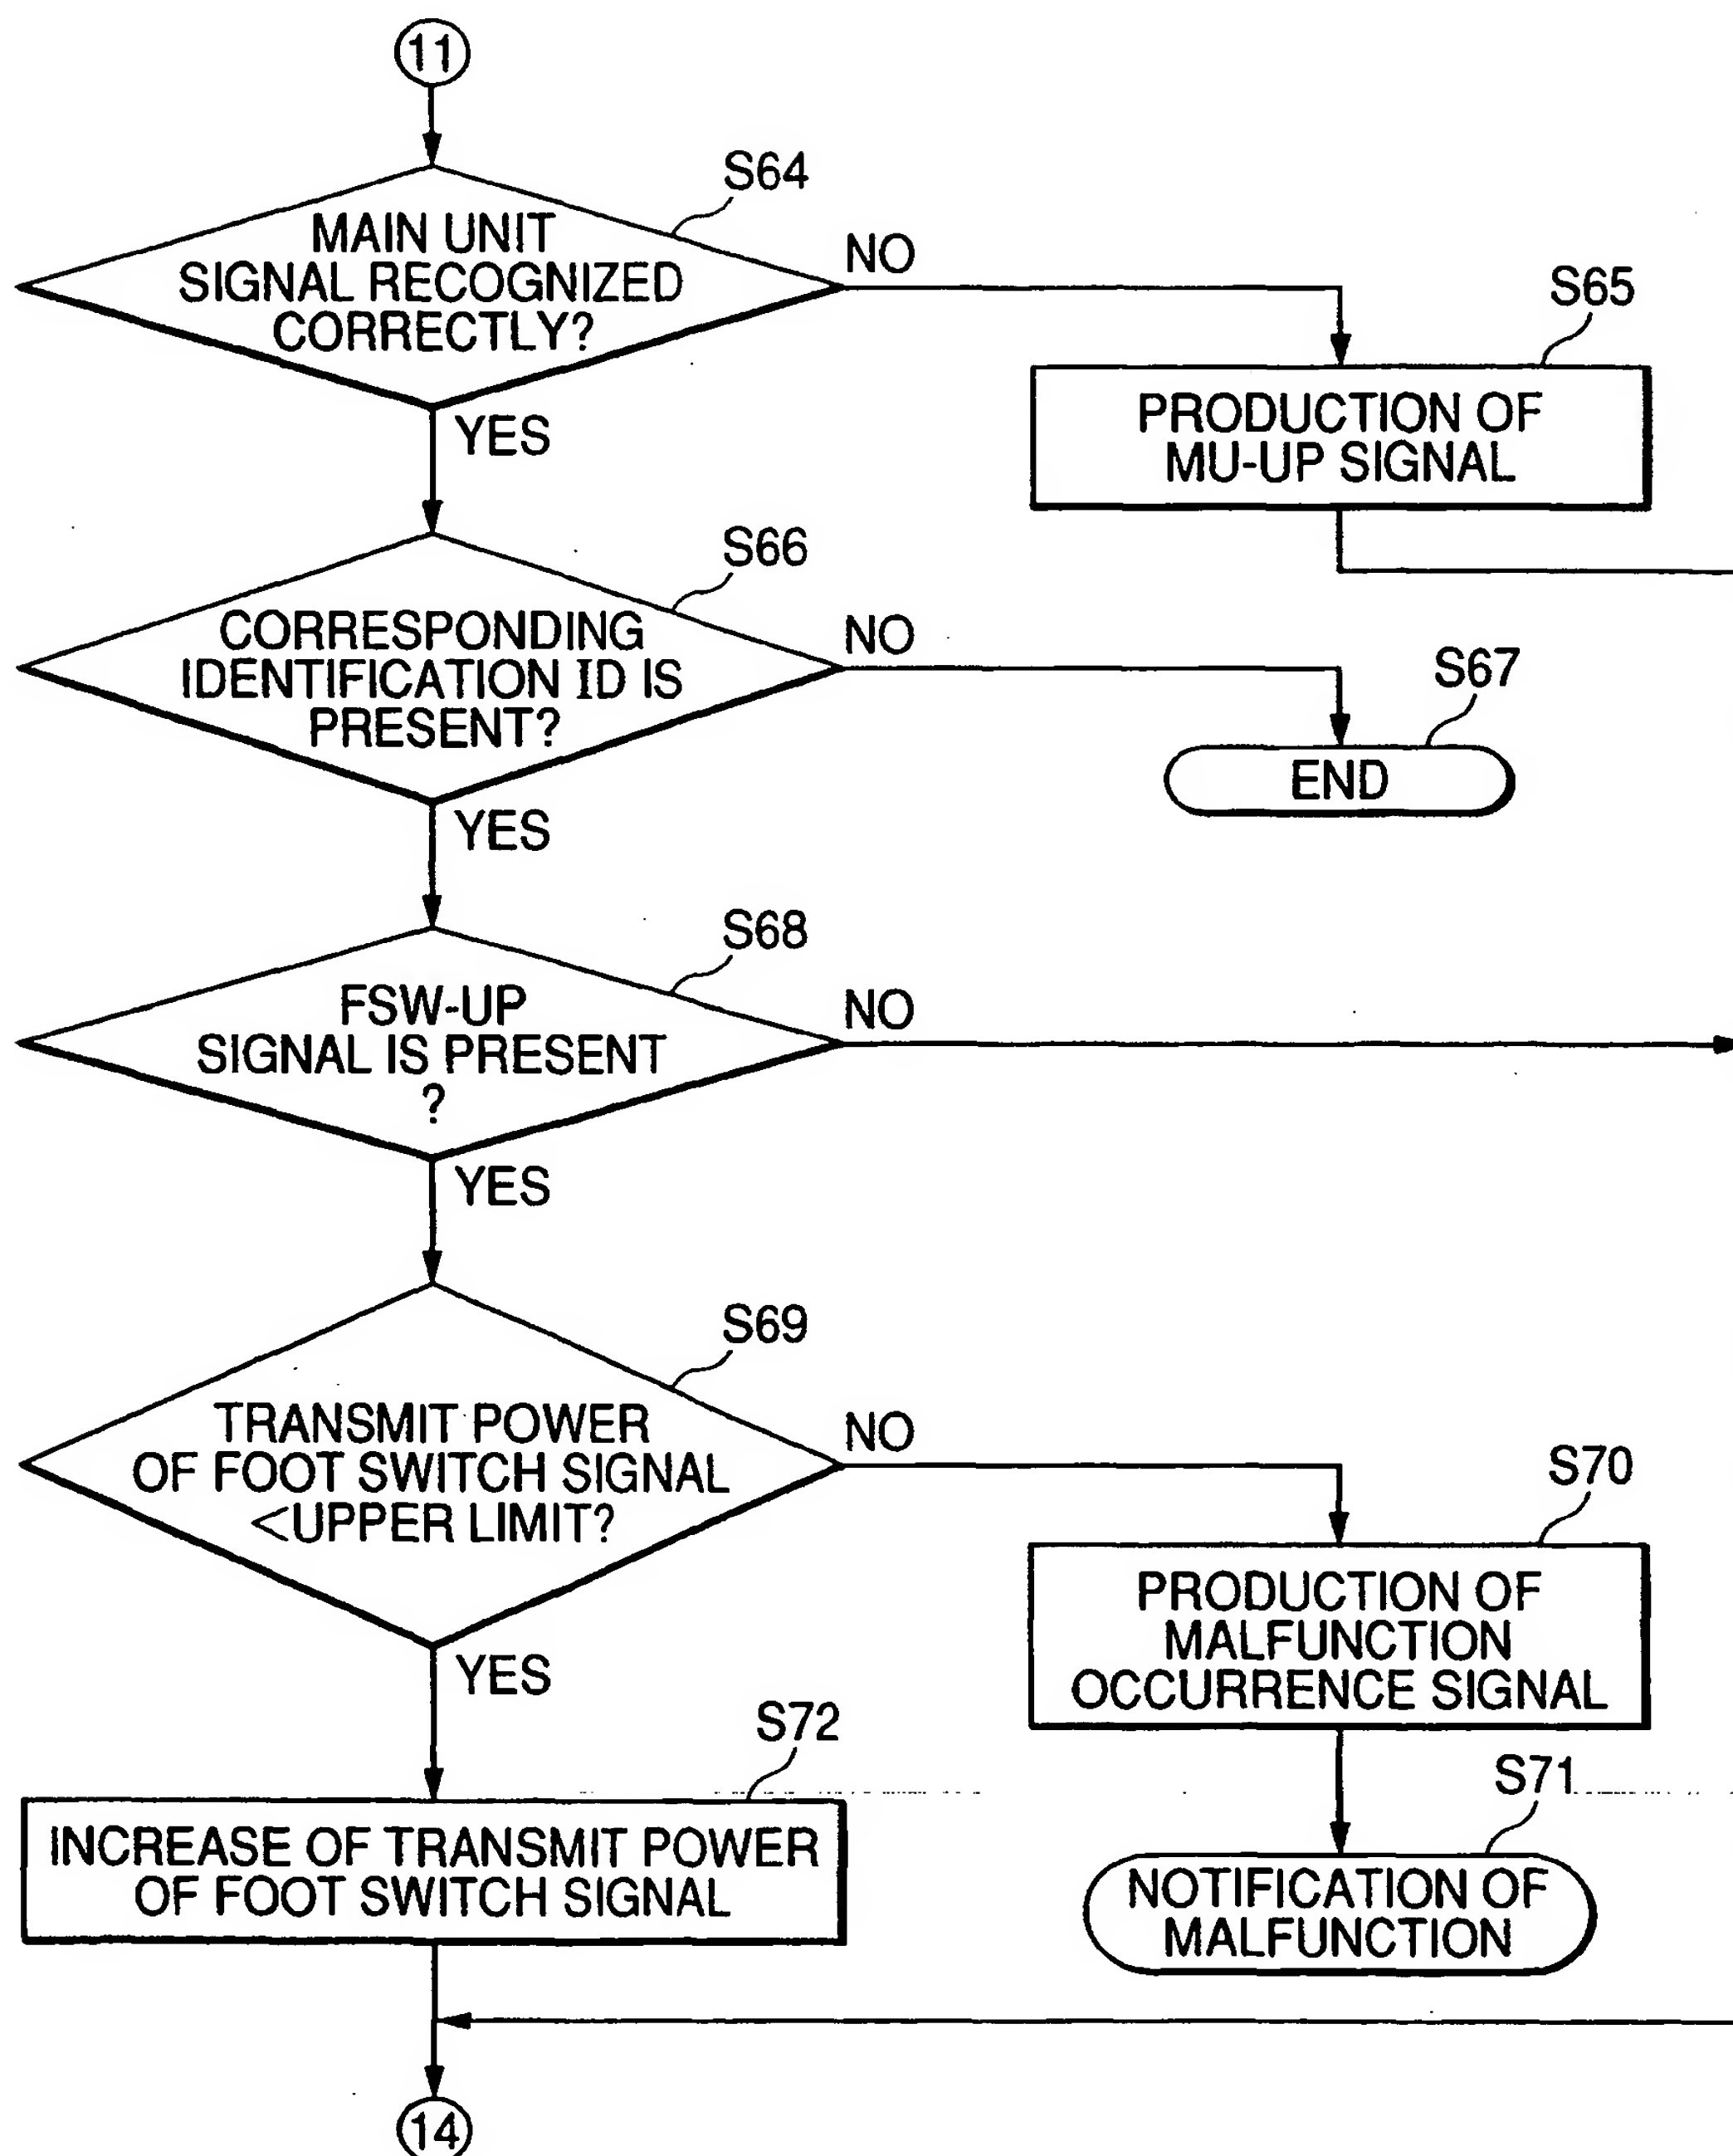 11
S64
MAIN UNIT
SIGNAL RECOGNIZED
CORRECTLY?
NO
YES
S65
PRODUCTION OF
MU-UP SIGNAL
S66
CORRESPONDING
IDENTIFICATION ID IS
PRESENT?
NO
YES
S67
END
S68
FSW-UP
SIGNAL IS PRESENT
?
NO
YES
S69
TRANSMIT POWER
OF FOOT SWITCH SIGNAL
<UPPER LIMIT?
NO
YES
S70
PRODUCTION OF
MALFUNCTION
OCCURRENCE SIGNAL
S71
NOTIFICATION OF
MALFUNCTION
S72
INCREASE OF TRANSMIT POWER
OF FOOT SWITCH SIGNAL
14